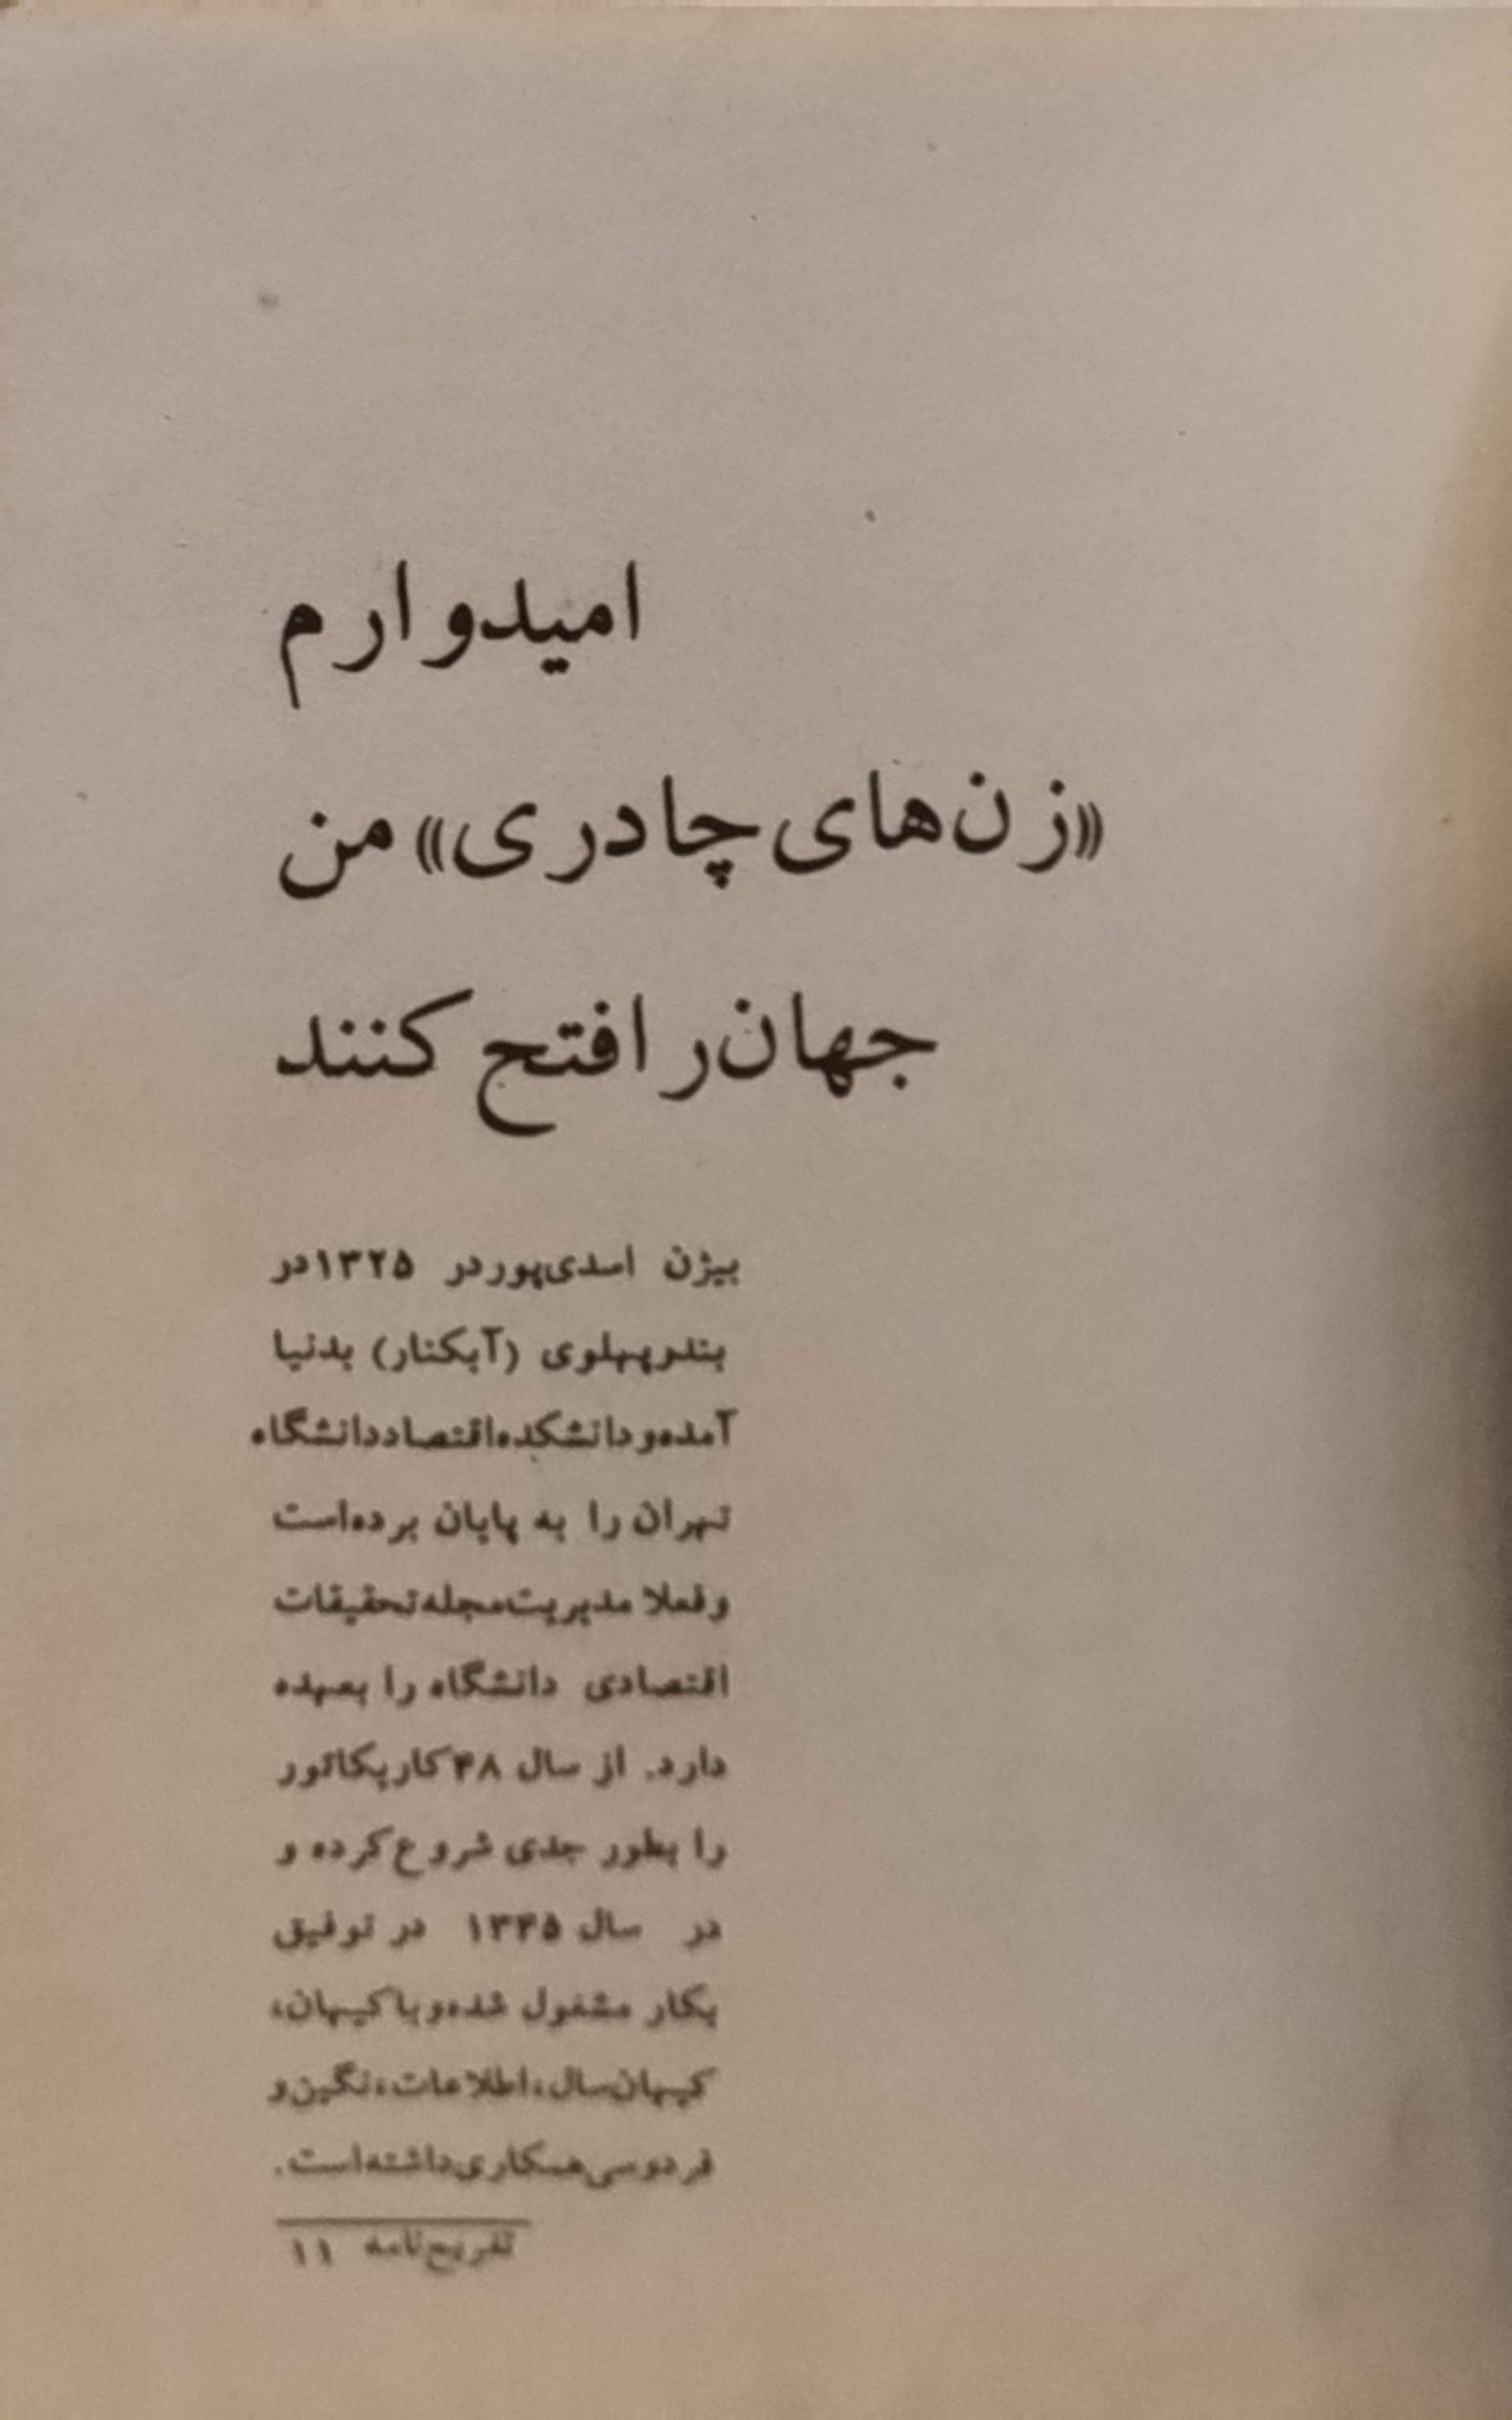 امیدوارم
«زن‌های چادری» من
جهان را فتح کنند
بیژن اسدی‌پور در ۱۳۲۵ در
بندرپهلوی (آبکنار) بدنیا
آمده و دانشکده اقتصاد دانشگاه
تهران را به پایان برده‌است
و فعلا مدیریت مجله تحقیقات
اقتصادی دانشگاه را بعهده
دارد. از سال ۴۸ کاریکاتور
را بطور جدی شروع کرده و
در سال ۱۳۴۵ در توفیق
بکار مشغول شده و با کیهان،
کیهان سال، اطلاعات، نگین و
فردوسی همکاری داشته‌است.
تفریح‌نامه ۱۱